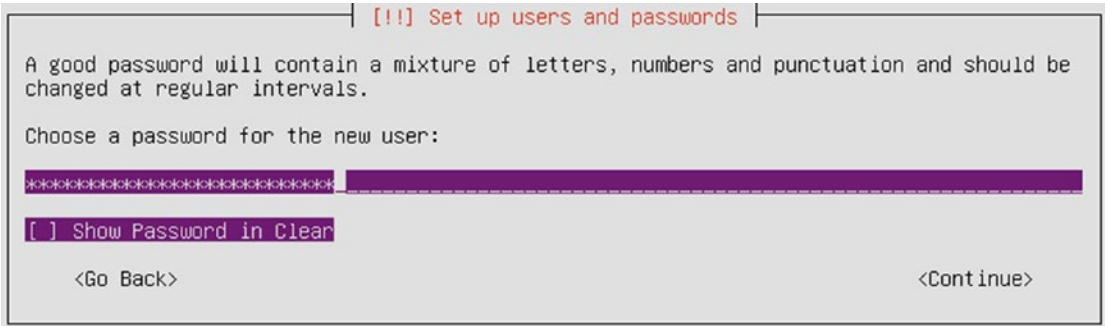 [!!] Set up users and passwords
A good password will contain a mixture of letters, numbers and punctuation and should be
changed at regular intervals.
Choose a password for the new user:
**************************
[ ] Show Password in Clear
<Go Back> <Continue>